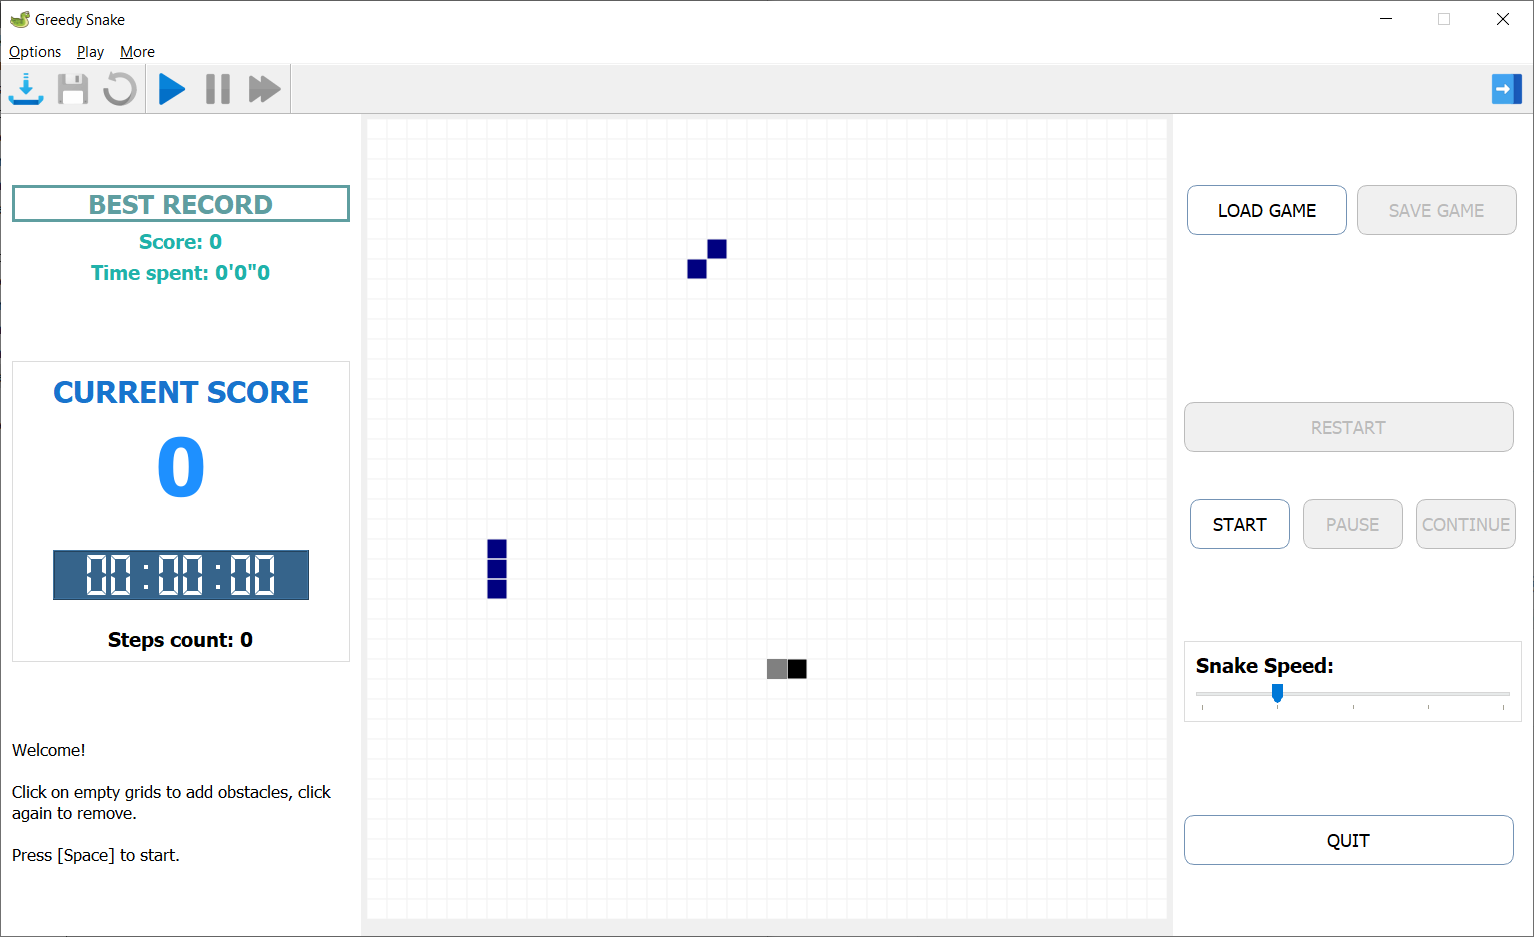 Greedy Snake
Options Play More
BEST RECORD
Score: 0
Time spent: 0'0"0
CURRENT SCORE
0
00:00:00
Steps count: 0
Welcome!
Click on empty grids to add obstacles, click
again to remove.
Press [Space] to start.
LOAD GAME SAVE GAME
RESTART
START PAUSE CONTINUE
Snake Speed:
QUIT